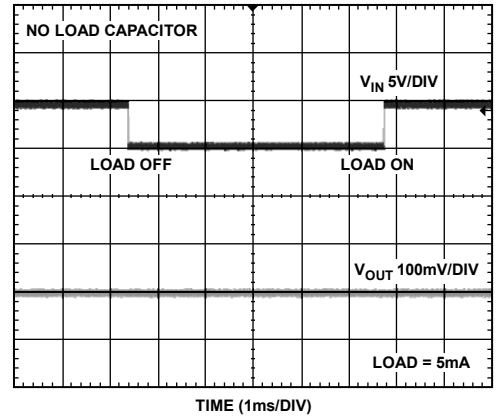 NO LOAD CAPACITOR
VIN 5V/DIV
LOAD OFF
LOAD ON
VOUT 100mV/DIV
LOAD = 5mA
TIME (1ms/DIV)